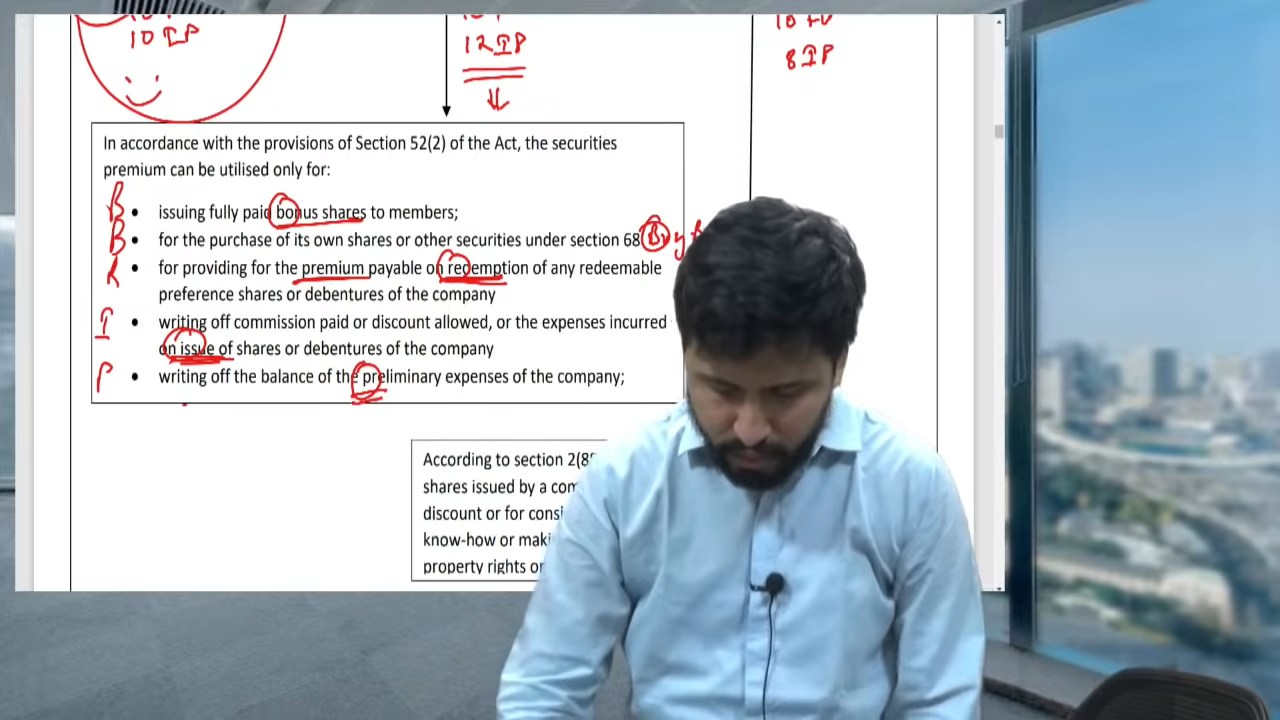 10 IP
12 IP
10 FV
8 IP
In accordance with the provisions of Section 52(2) of the Act, the securities
premium can be utilised only for:
B • issuing fully paid bonus shares to members;
B • for the purchase of its own shares or other securities under section 68 Buy
R • for providing for the premium payable on redemption of any redeemable
preference shares or debentures of the company
I • writing off commission paid or discount allowed, or the expenses incurred
on issue of shares or debentures of the company
P • writing off the balance of the preliminary expenses of the company;
According to section 2(8
shares issued by a com
discount or for consi
know-how or maki
property rights or